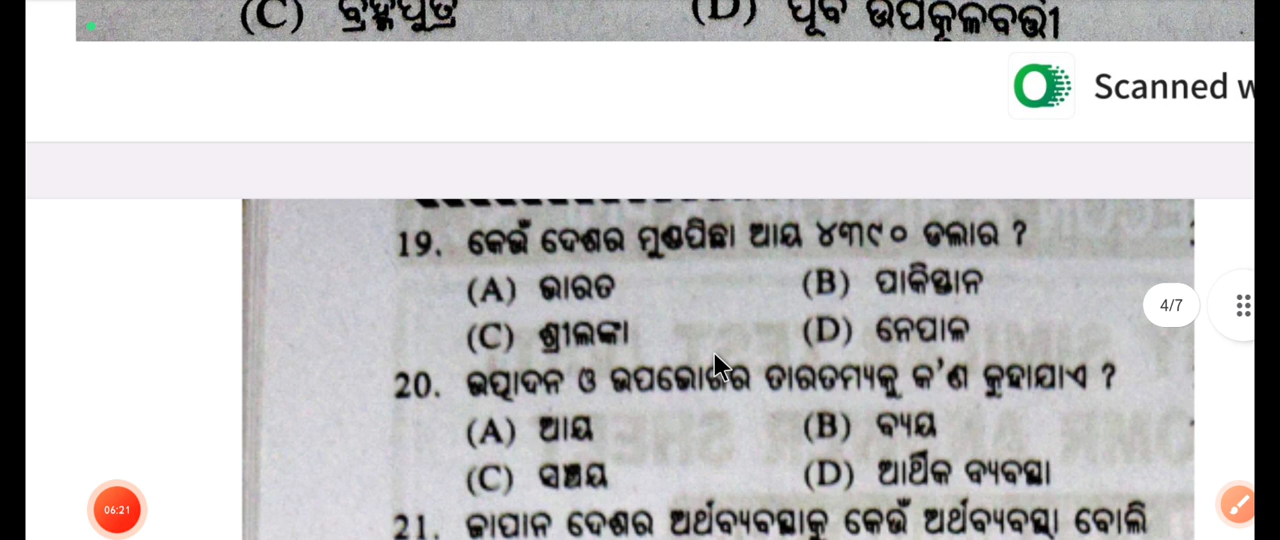 (C) ବ୍ରହ୍ମପୁତ୍ର (D) ପୂର୍ବ ଉପକୂଳବର୍ତ୍ତୀ
Scanned w
19. କେଉଁ ଦେଶର ମୁଣ୍ଡପିଛା ଆୟ ୪୩୯୦ ଡଲାର ?
(A) ଭାରତ (B) ପାକିସ୍ତାନ
4/7
(C) ଶ୍ରୀଲଙ୍କା (D) ନେପାଳ
20. ଉତ୍ପାଦନ ଓ ଉପଭୋଗର ତାରତମ୍ୟକୁ କ'ଣ କୁହାଯାଏ ?
(A) ଆୟ (B) ବ୍ୟୟ
(C) ସଞ୍ଚୟ (D) ଆର୍ଥିକ ବ୍ୟବସ୍ଥା
06:21
21. ଜାପାନ ଦେଶର ଅର୍ଥବ୍ୟବସ୍ଥାକୁ କେଉଁ ଅର୍ଥବ୍ୟବସ୍ଥା ବୋଲି